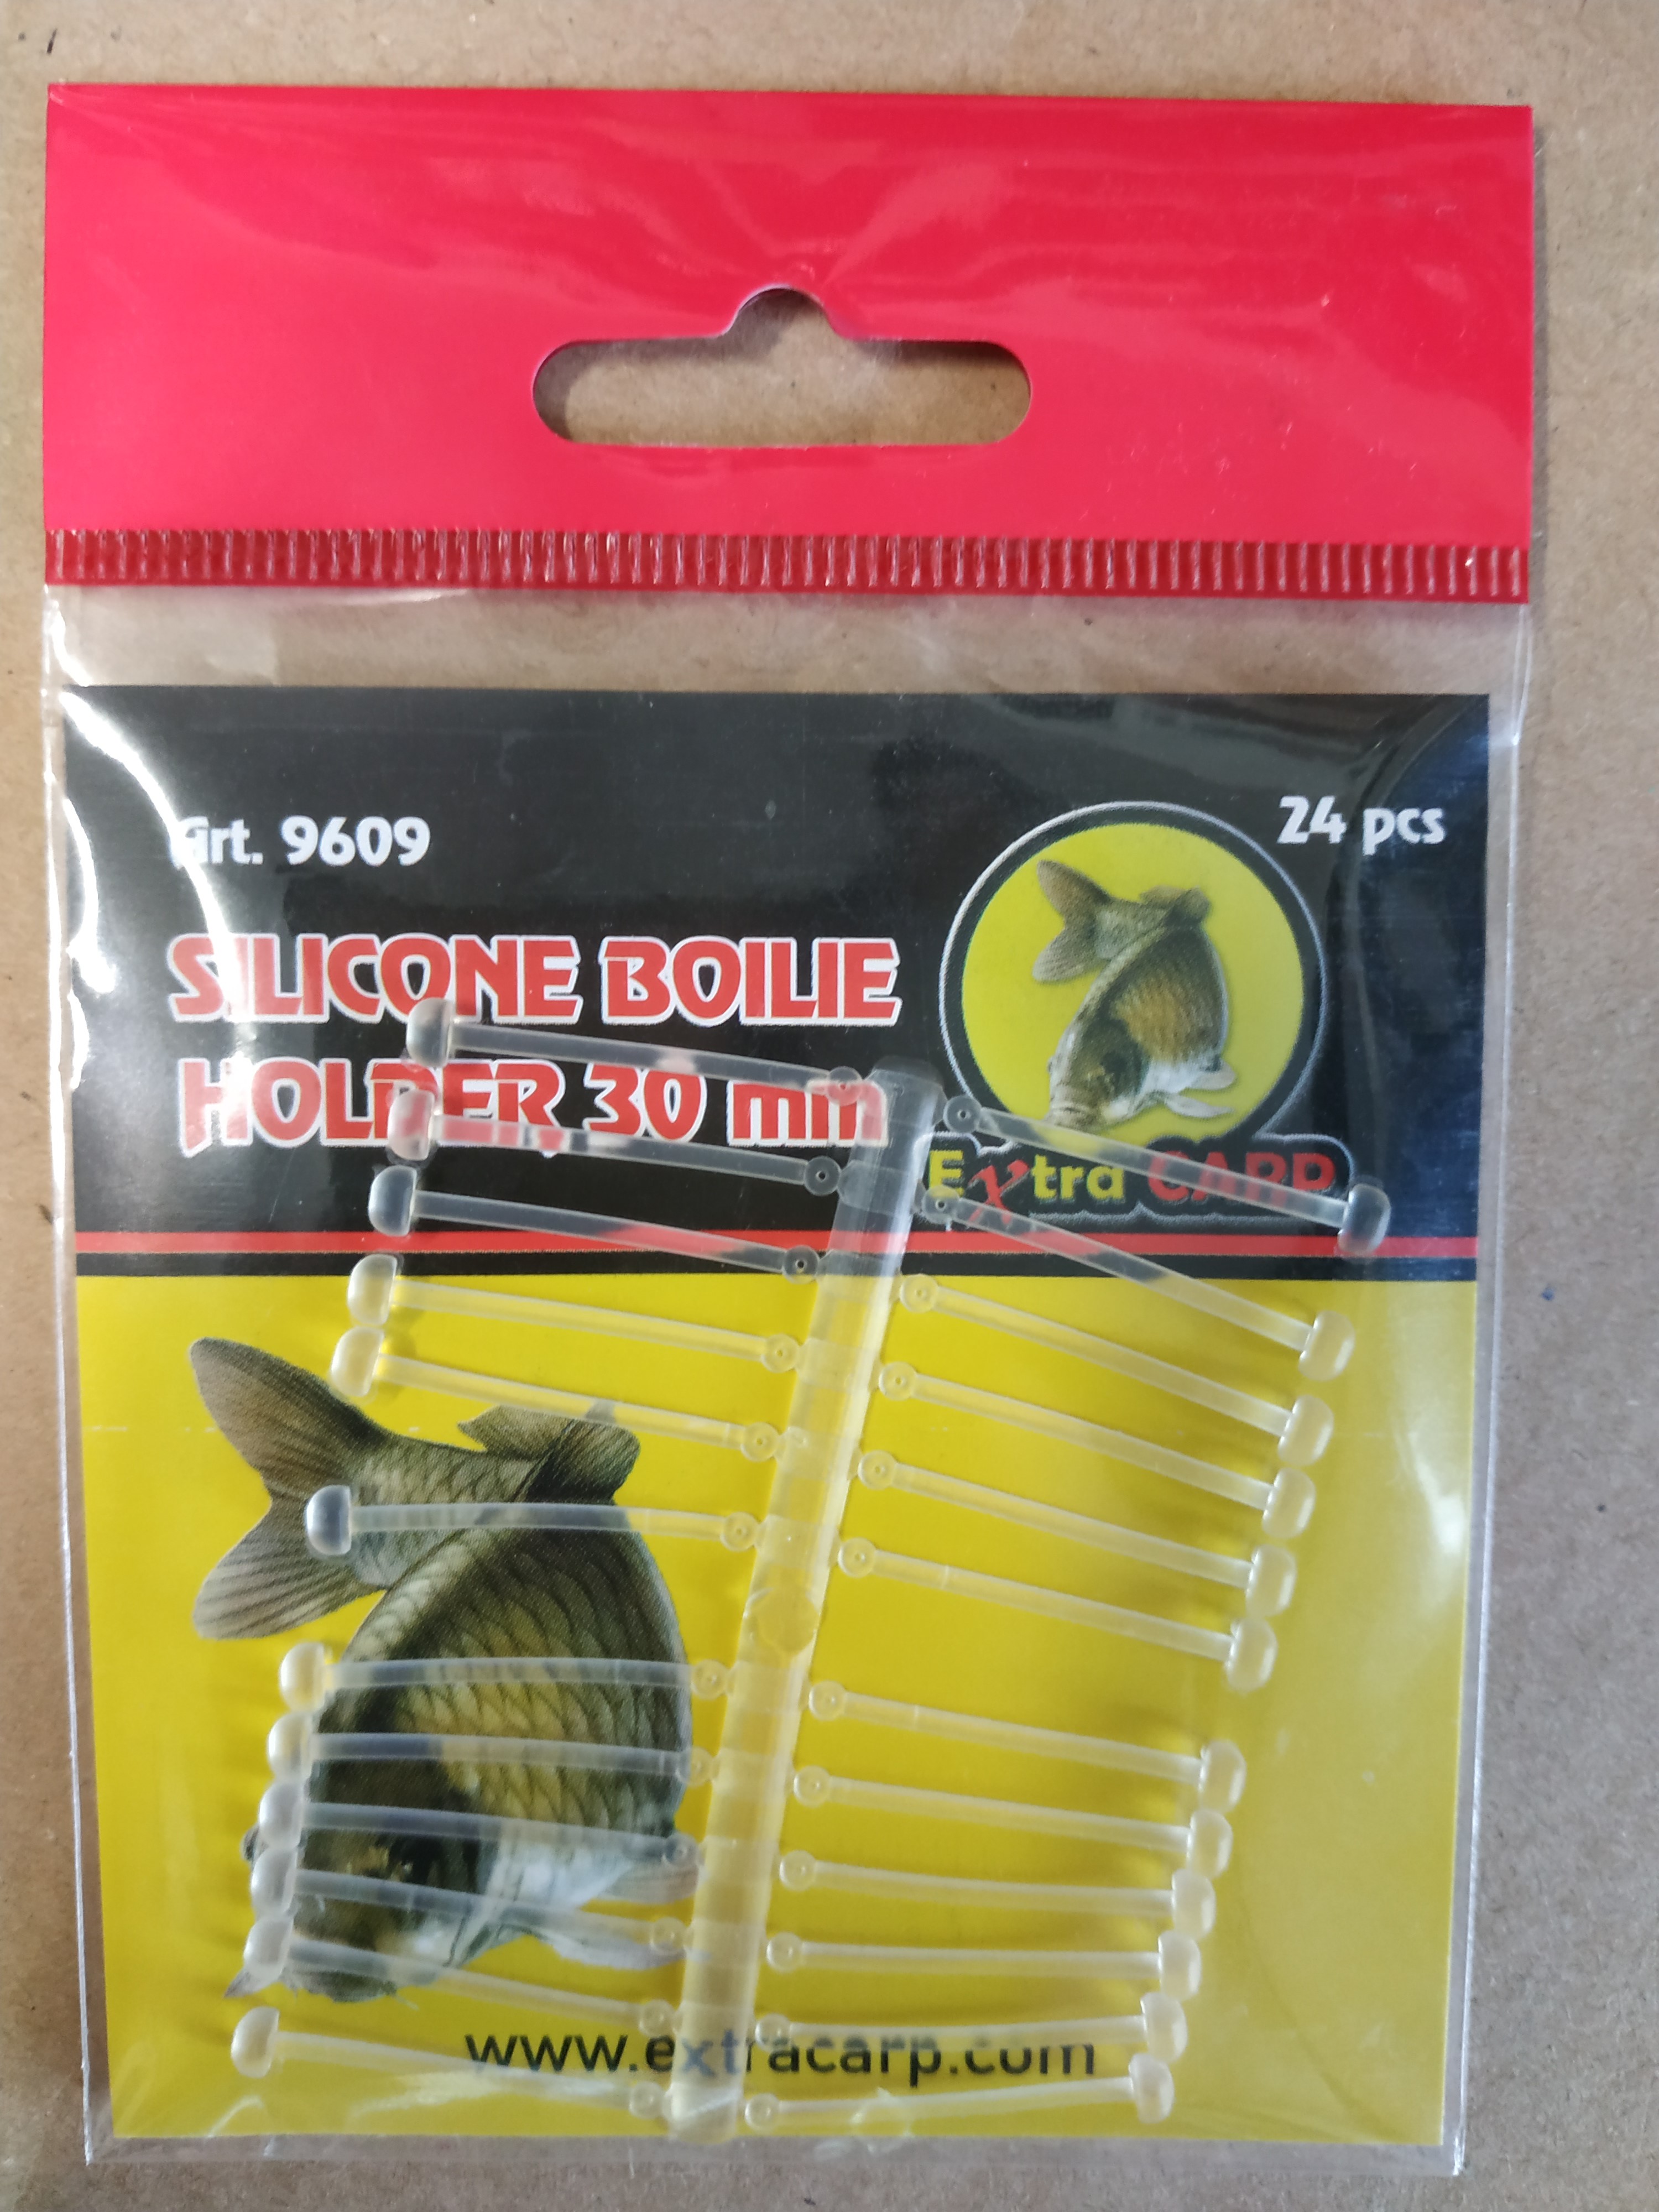 Art. 9609
24 pcs
SILICONE BOILIE
HOLDER 30 mm
Extra CARP
www.extracarp.com